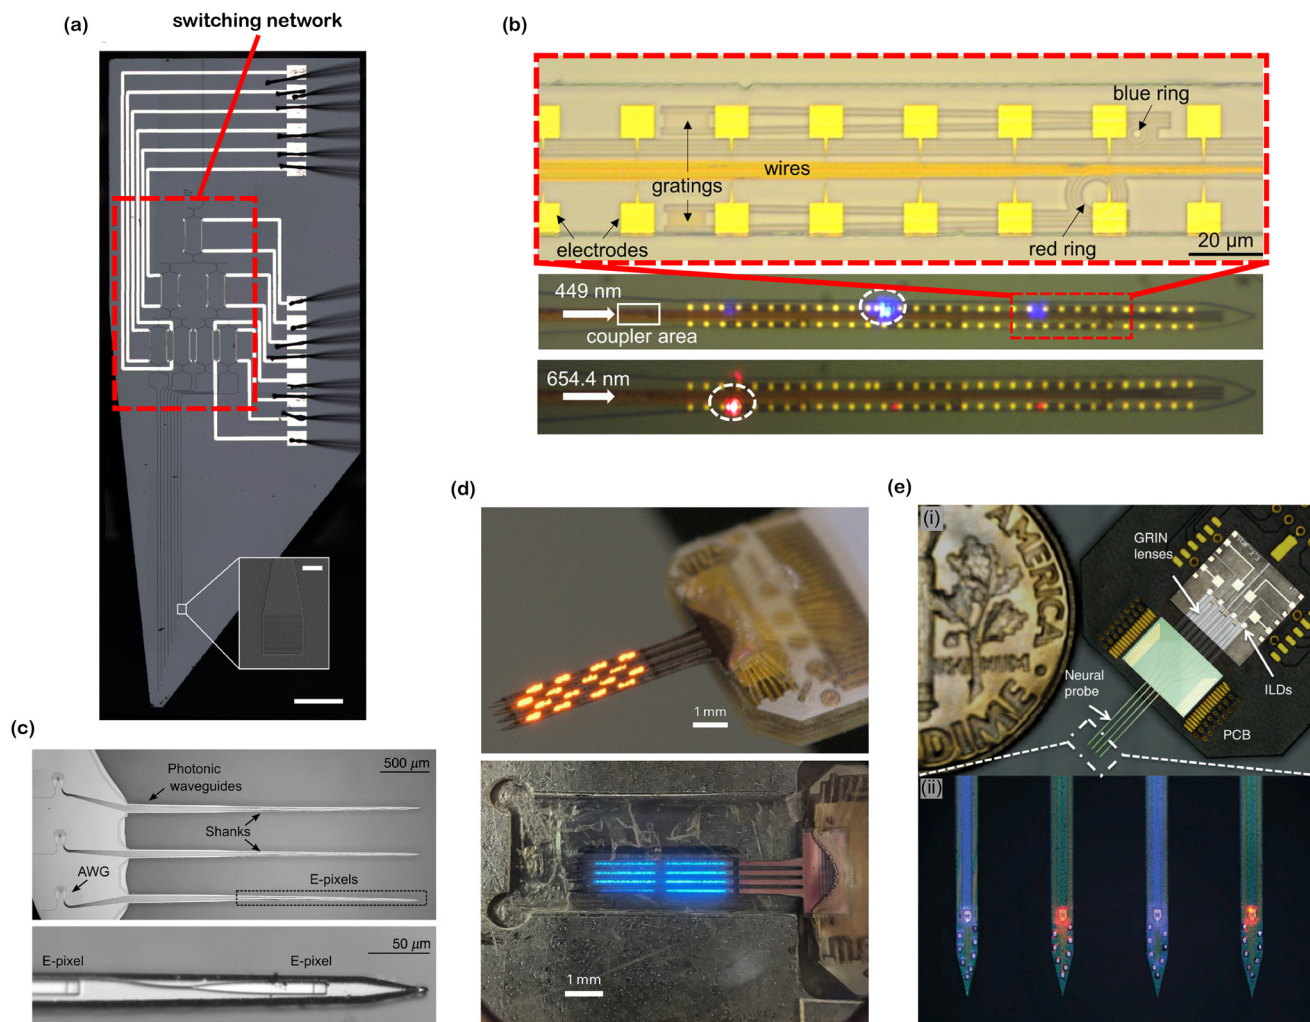 (a)
switching network
(b)
blue ring
wires
gratings
electrodes
red ring
20 µm
449 nm
coupler area
654.4 nm
(c)
500 µm
Photonic
waveguides
Shanks
AWG
E-pixels
50 µm
E-pixel
E-pixel
(d)
1 mm
1 mm
(e)
(i)
AMERICA
DIME
GRIN
lenses
Neural
probe
ILDs
PCB
(ii)